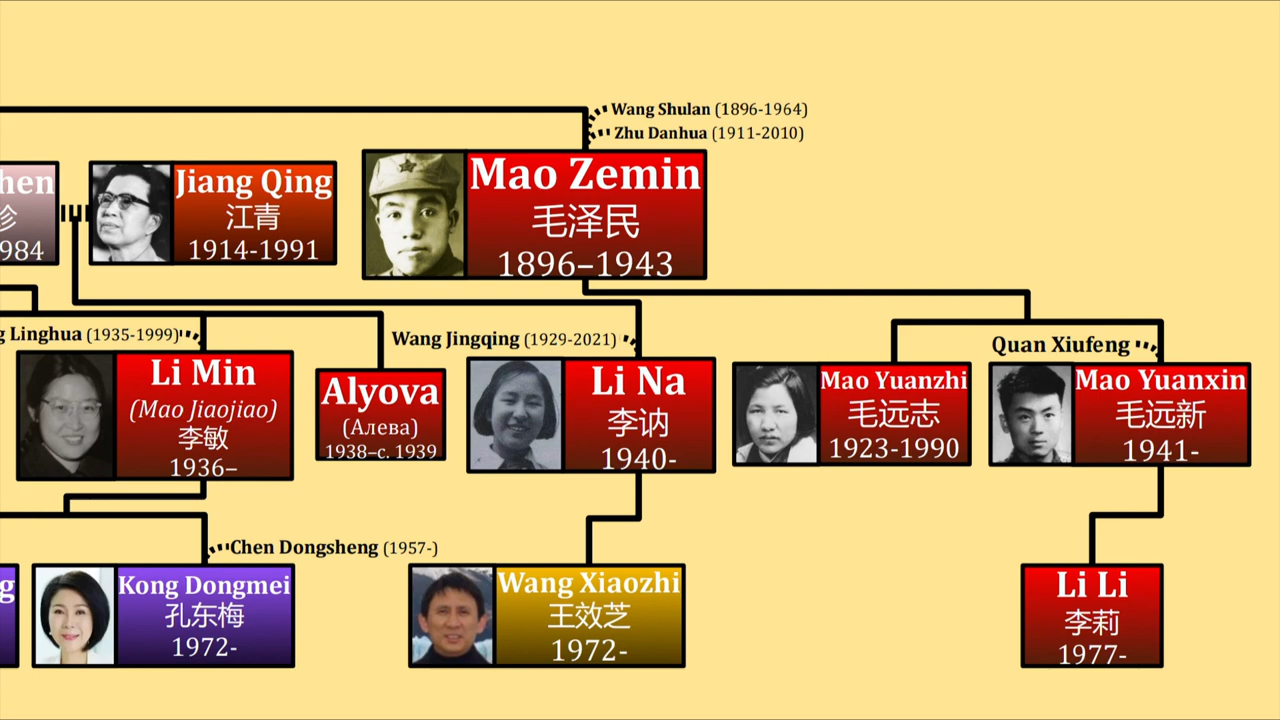 Wang Shulan (1896-1964)
Zhu Danhua (1911-2010)
hen
珍
984
Jiang Qing
江青
1914-1991
Mao Zemin
毛泽民
1896–1943
g Linghua (1935-1999)
Wang Jingqing (1929-2021)
Quan Xiufeng
Li Min
(Mao Jiaojiao)
李敏
1936–
Alyova
(Алева)
1938–c. 1939
Li Na
李讷
1940-
Mao Yuanzhi
毛远志
1923-1990
Mao Yuanxin
毛远新
1941-
Chen Dongsheng (1957-)
g
Kong Dongmei
孔东梅
1972-
Wang Xiaozhi
王效芝
1972-
Li Li
李莉
1977-